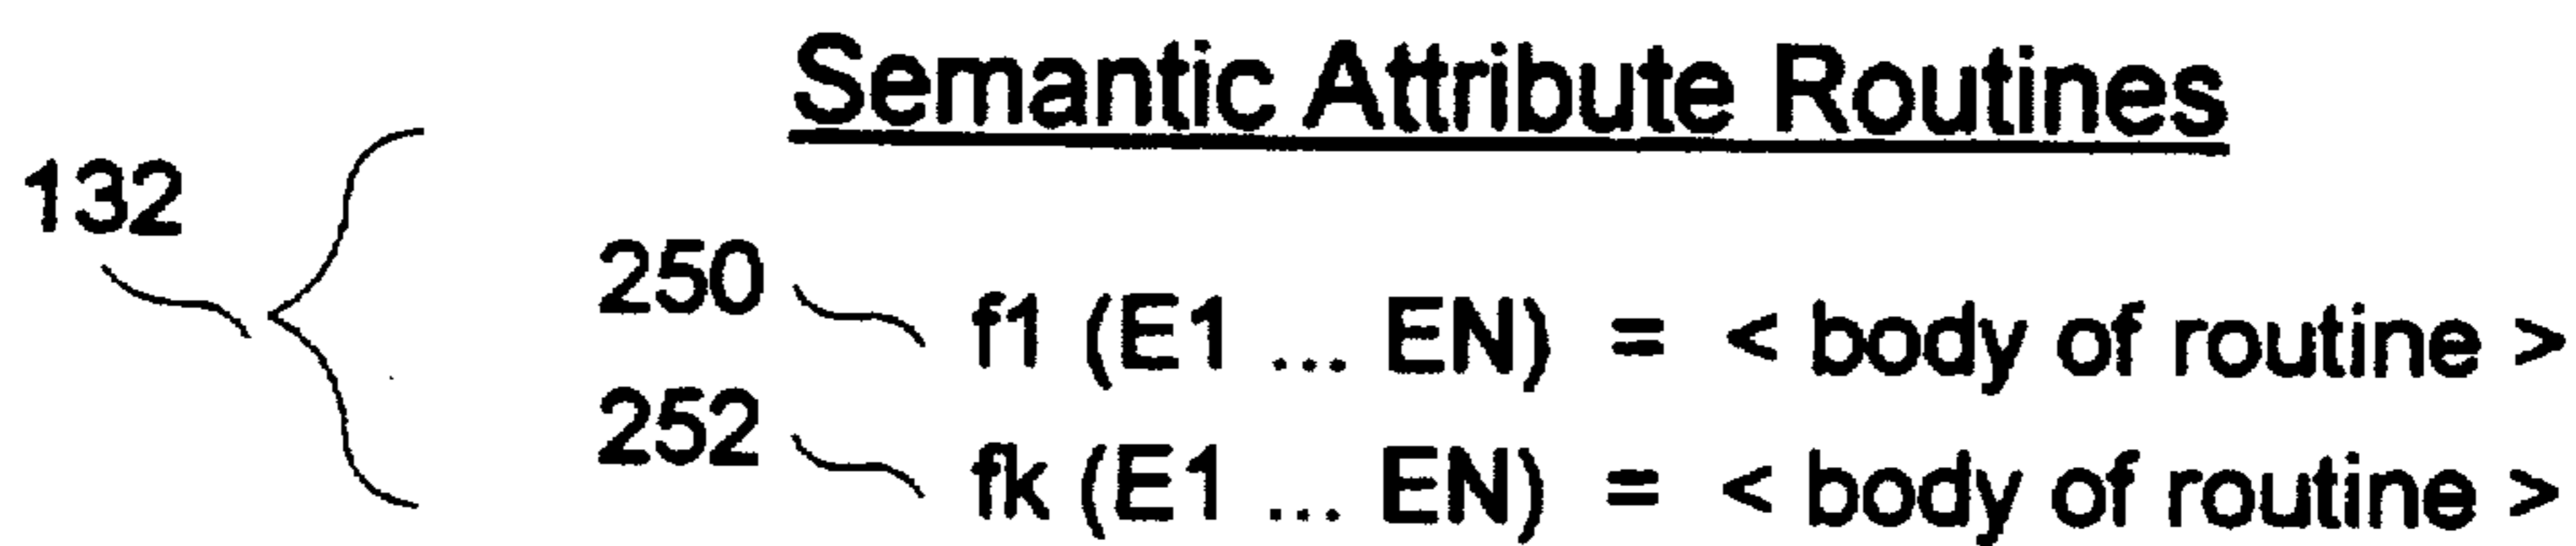 Semantic Attribute Routines
132
250 f1 (E1 ... EN) = < body of routine >
252 fk (E1 ... EN) = < body of routine >